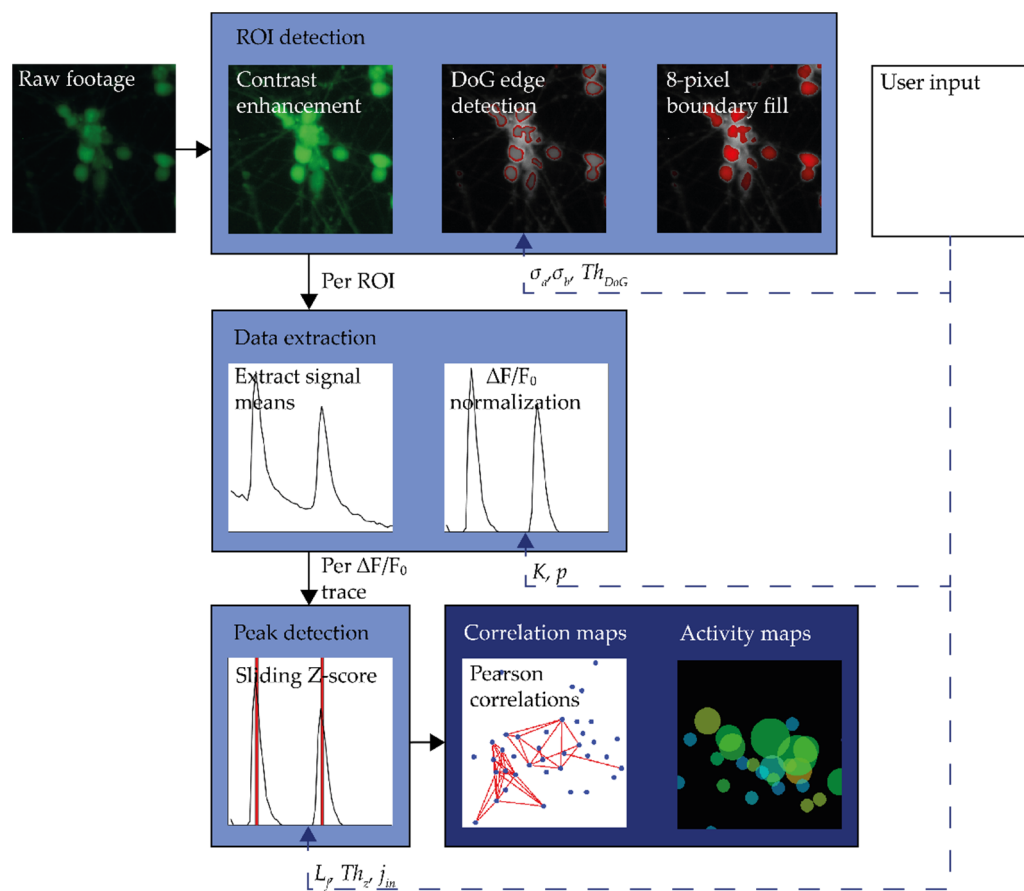 ROI detection
Raw footage
Contrast
enhancement
DoG edge
detection
8-pixel
boundary fill
User input
σa, σb, ThDoG
Per ROI
Data extraction
Extract signal
means
ΔF/F0
normalization
Per ΔF/F0
trace
K, p
Peak detection
Sliding Z-score
Correlation maps
Pearson
correlations
Activity maps
Lf, Thz, jin